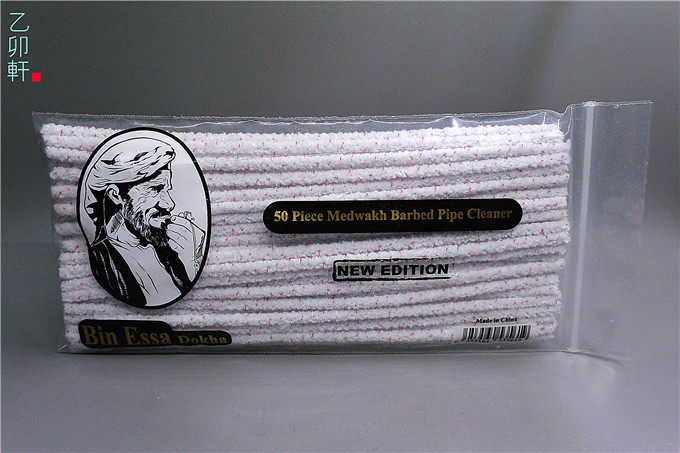 乙卯軒
50 Piece Medwakh Barbed Pipe Cleaner
NEW EDITION
Bin Essa Dokha
Made in China